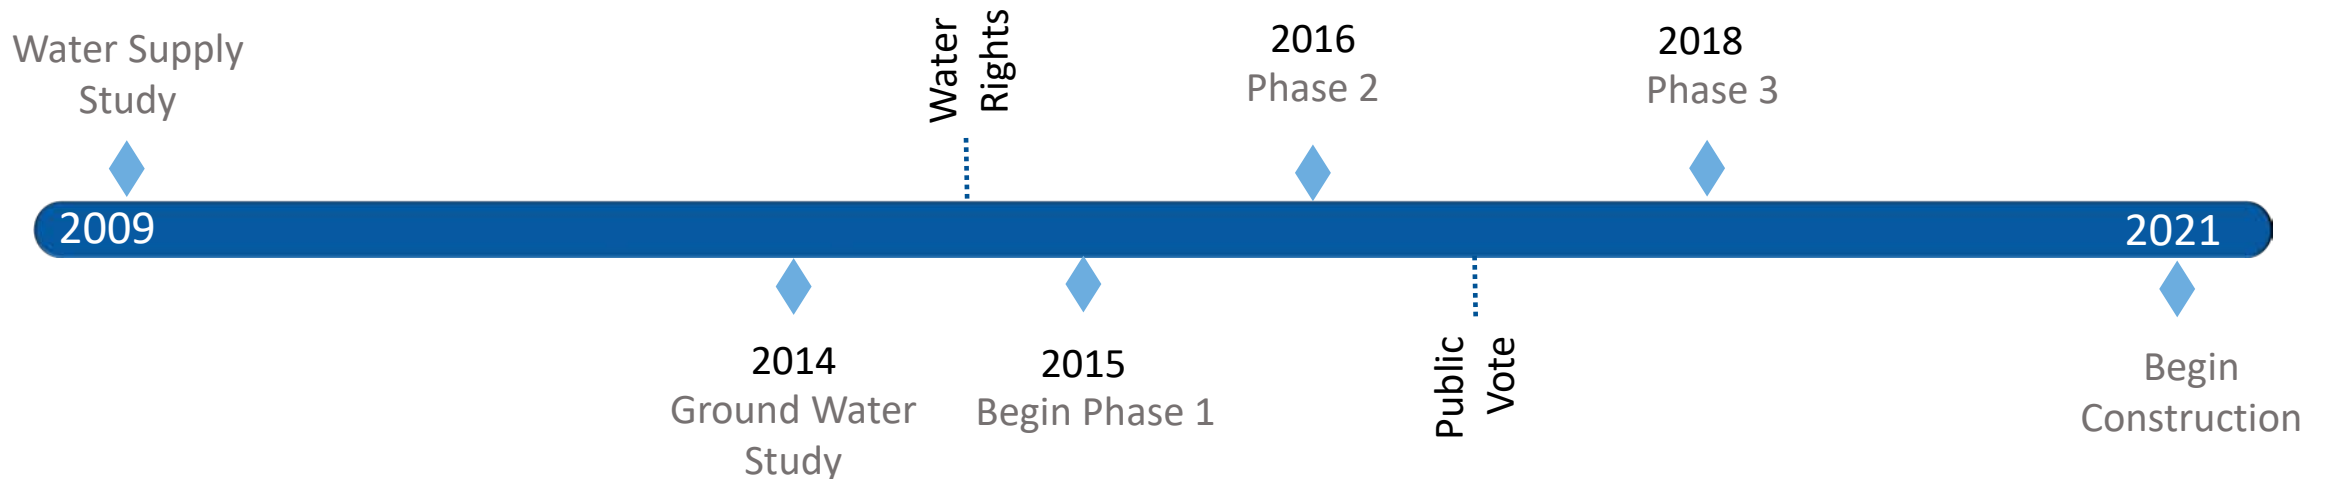 Water Supply
Study
Water
Rights
2016
Phase 2
2018
Phase 3
2009
2021
2014
Ground Water
Study
2015
Begin Phase 1
Public
Vote
Begin
Construction